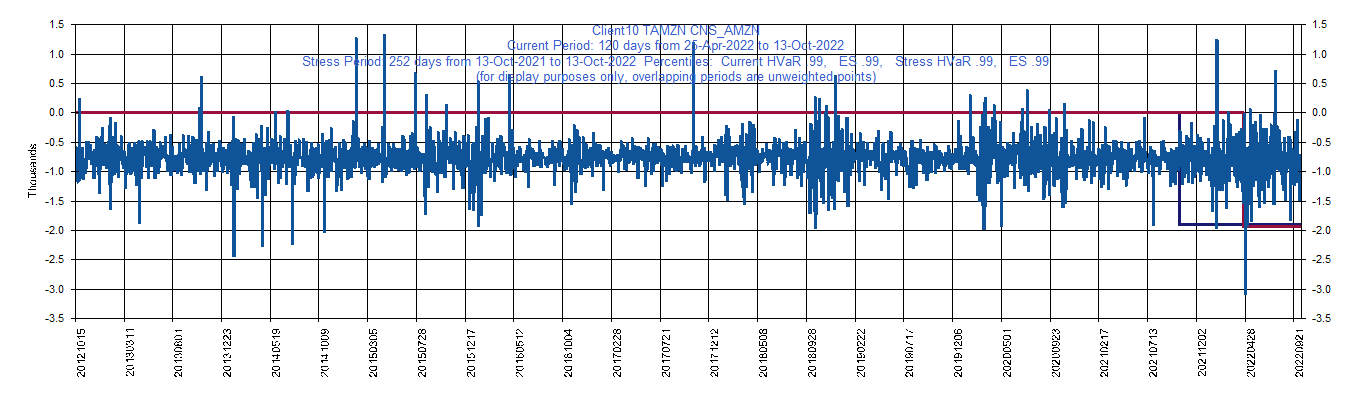 Client10 TAMZN CNS_AMZN
Current Period: 120 days from 25-Apr-2022 to 13-Oct-2022
Stress Period: 252 days from 13-Oct-2021 to 13-Oct-2022 Percentiles: Current HVaR .99, ES .99, Stress HVaR .99, ES .99
(for display purposes only, overlapping periods are unweighted points)
1.5 1.5
1.0 1.0
0.5 0.5
0.0 0.0
-0.5 -0.5
-1.0 -1.0
-1.5 -1.5
-2.0 -2.0
-2.5 -2.5
-3.0 -3.0
-3.5 -3.5
Thousands
20121015 20130311 20130801 20131223 20140519 20141009 20150305 20150728 20151217 20160512 20161004 20170228 20170721 20171212 20180508 20180928 20190222 20190717 20191206 20200501 20200923 20210217 20210713 20211202 20220428 20220921